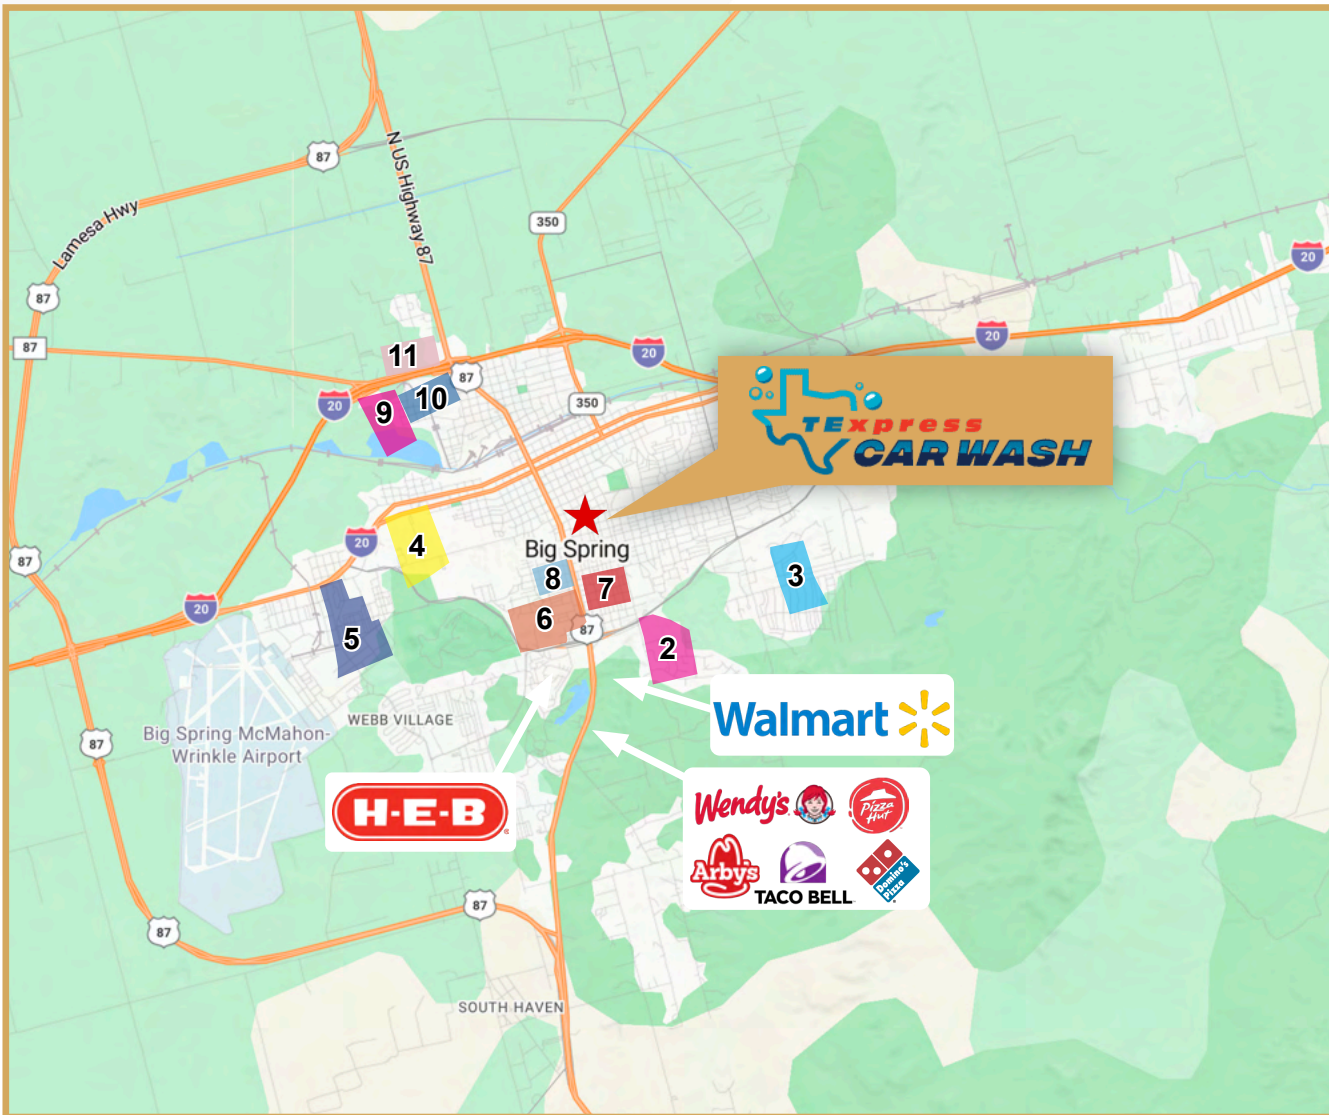 87
N US Highway 87
Lamesa Hwy
350
20
87
20
87
20
11
87
10
20
9
350
TExpress
CAR WASH
4
20
Big Spring
87
8
7
3
20
6
87
5
2
Walmart
WEBB VILLAGE
Big Spring McMahon-
Wrinkle Airport
87
H-E-B
Wendy's
Pizza
Hut
Arby's
TACO BELL
Domino's
Pizza
87
87
SOUTH HAVEN